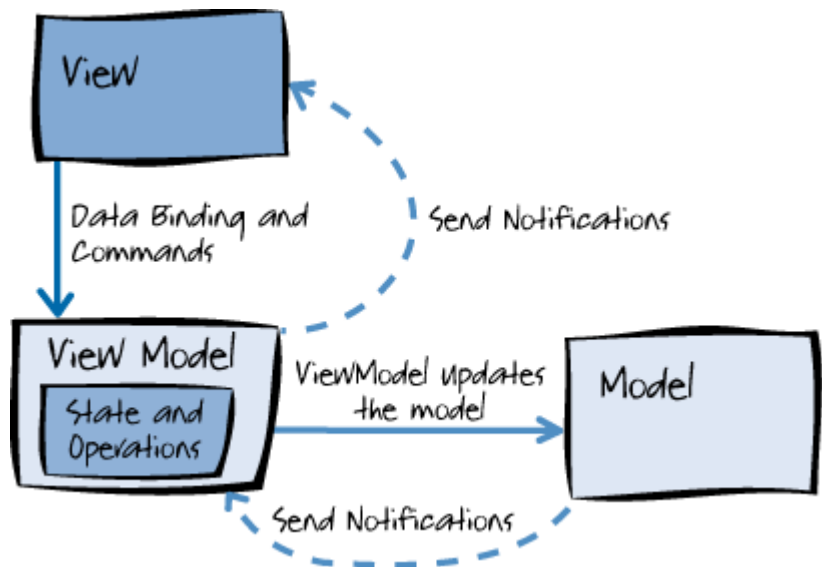 View
Data Binding and
Commands
Send Notifications
View Model
State and
Operations
ViewModel updates
the model
Model
Send Notifications